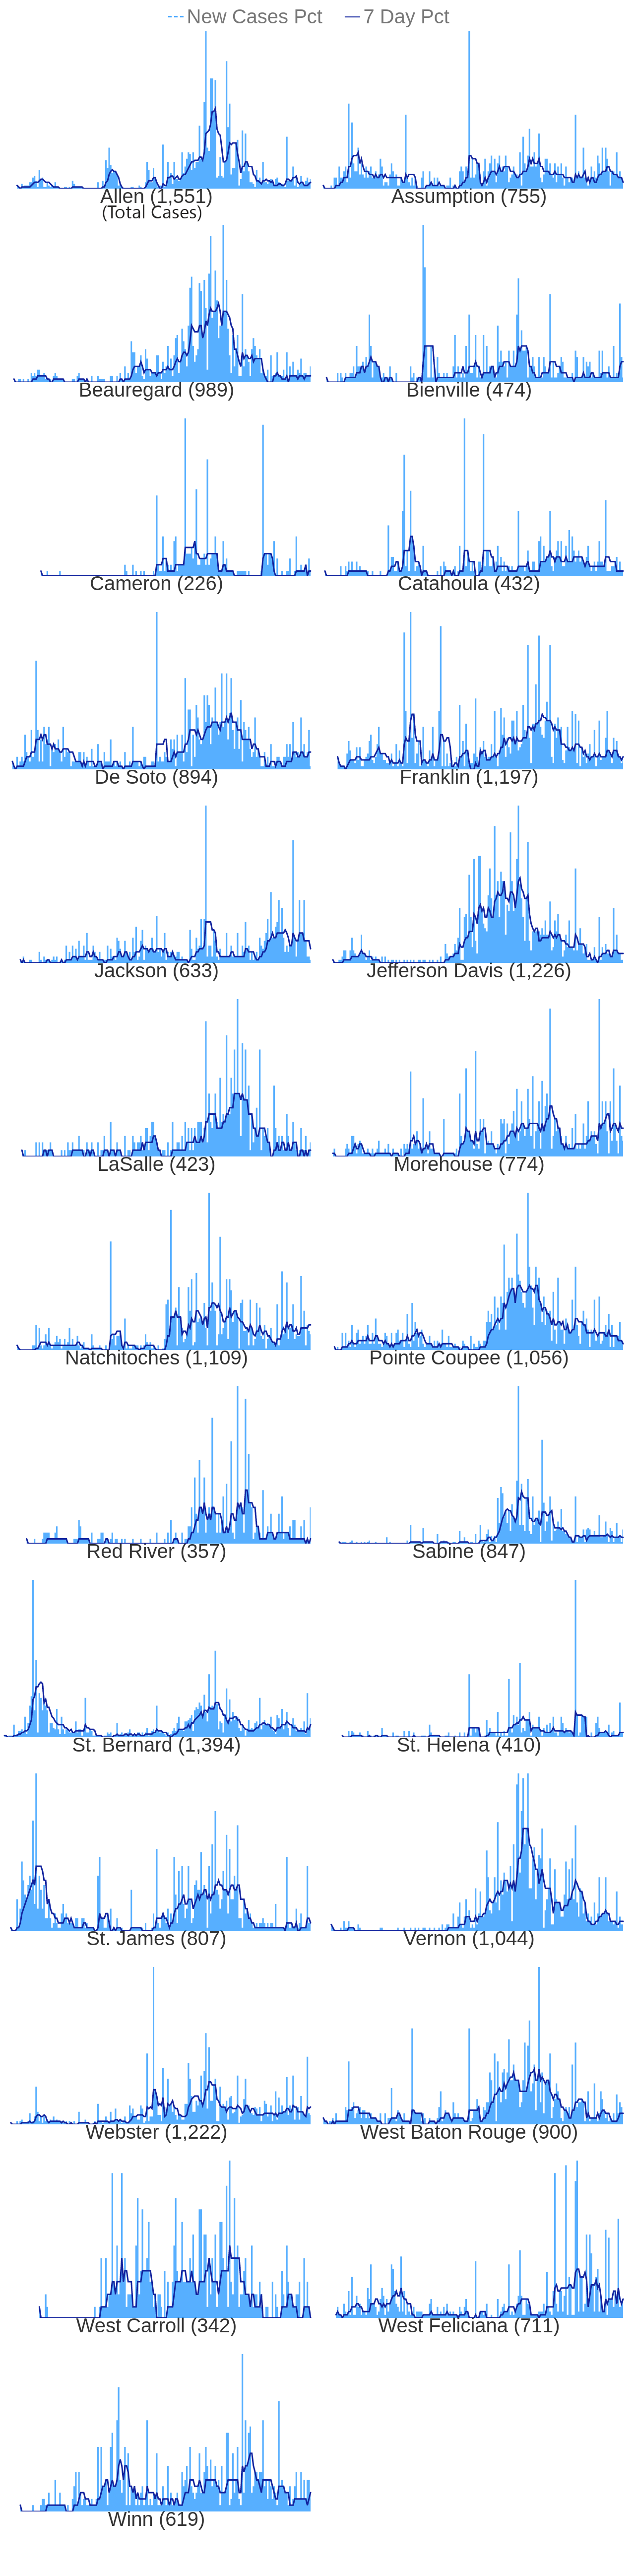 New Cases Pct 7 Day Pct
Allen (1,551) Assumption (755)
(Total Cases)
Beauregard (989) Bienville (474)
Cameron (226) Catahoula (432)
De Soto (894) Franklin (1,197)
Jackson (633) Jefferson Davis (1,226)
LaSalle (423) Morehouse (774)
Natchitoches (1,109) Pointe Coupee (1,056)
Red River (357) Sabine (847)
St. Bernard (1,394) St. Helena (410)
St. James (807) Vernon (1,044)
Webster (1,222) West Baton Rouge (900)
West Carroll (342) West Feliciana (711)
Winn (619)